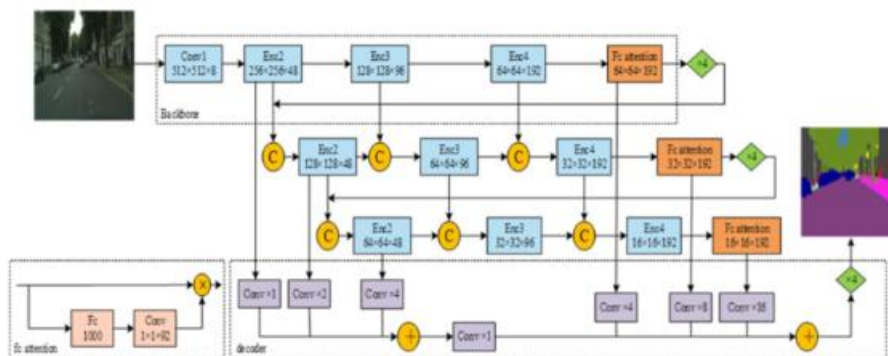 Conv1
512×512×8
Enc2
256×256×48
Enc3
128×128×96
Enc4
64×64×192
Fc attention
64×64×192
×4
Backbone
C
Enc2
128×128×48
C
Enc3
64×64×96
C
Enc4
32×32×192
Fc attention
32×32×192
×4
C
Enc2
64×64×48
C
Enc3
32×32×96
C
Enc4
16×16×192
Fc attention
16×16×192
×
Fc
1000
Conv
1×1×92
fc attention
Conv ×1
Conv ×2
Conv ×4
+
Conv ×1
Conv ×4
Conv ×8
Conv ×16
+
×4
decoder